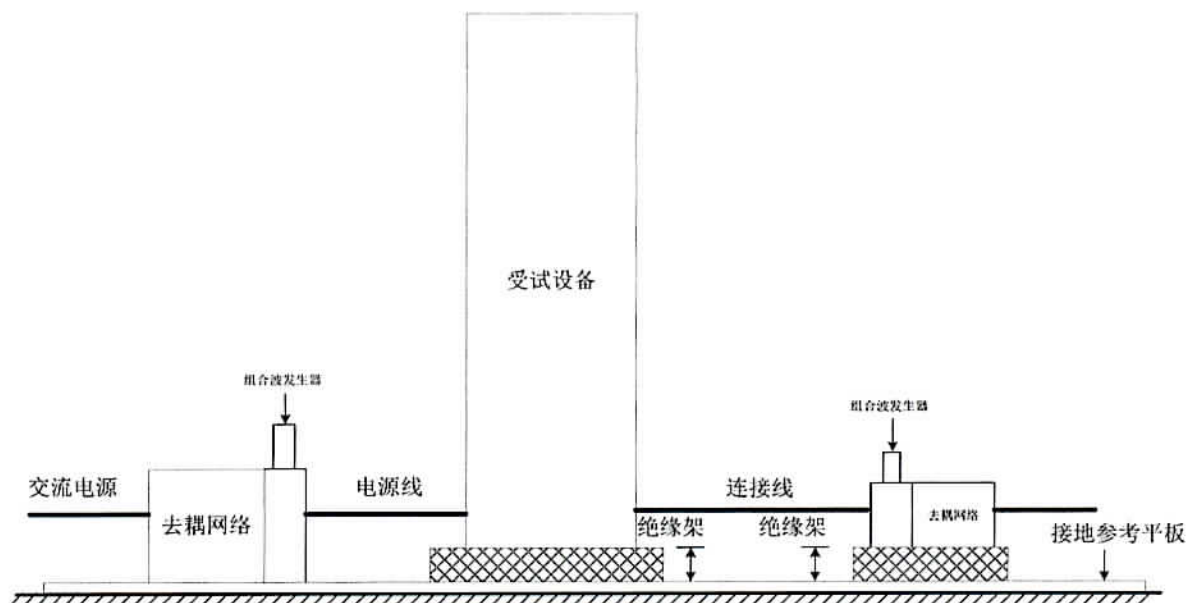 受试设备
组合波发生器
组合波发生器
交流电源
电源线
连接线
去耦网络
绝缘架
绝缘架
去耦网络
接地参考平板